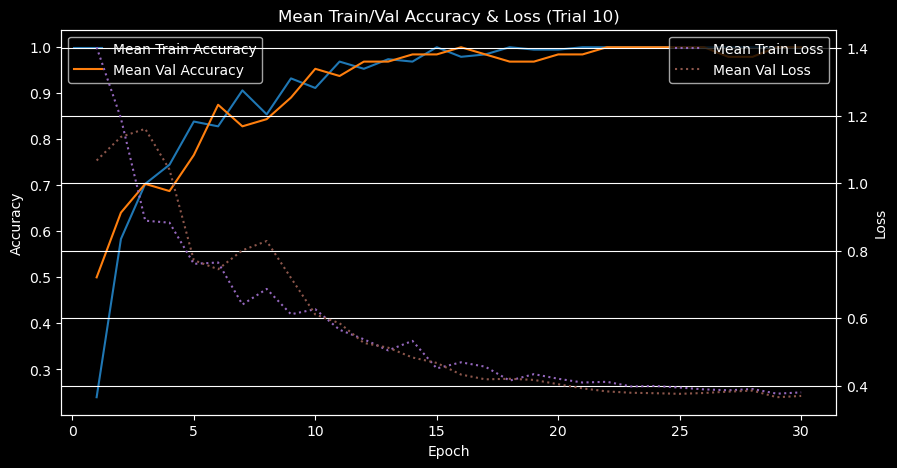 Mean Train/Val Accuracy & Loss (Trial 10)
Mean Train Accuracy
Mean Val Accuracy
Mean Train Loss
Mean Val Loss
1.0
0.9
0.8
0.7
0.6
0.5
0.4
0.3
Accuracy
1.4
1.2
1.0
0.8
0.6
0.4
Loss
0 5 10 15 20 25 30
Epoch